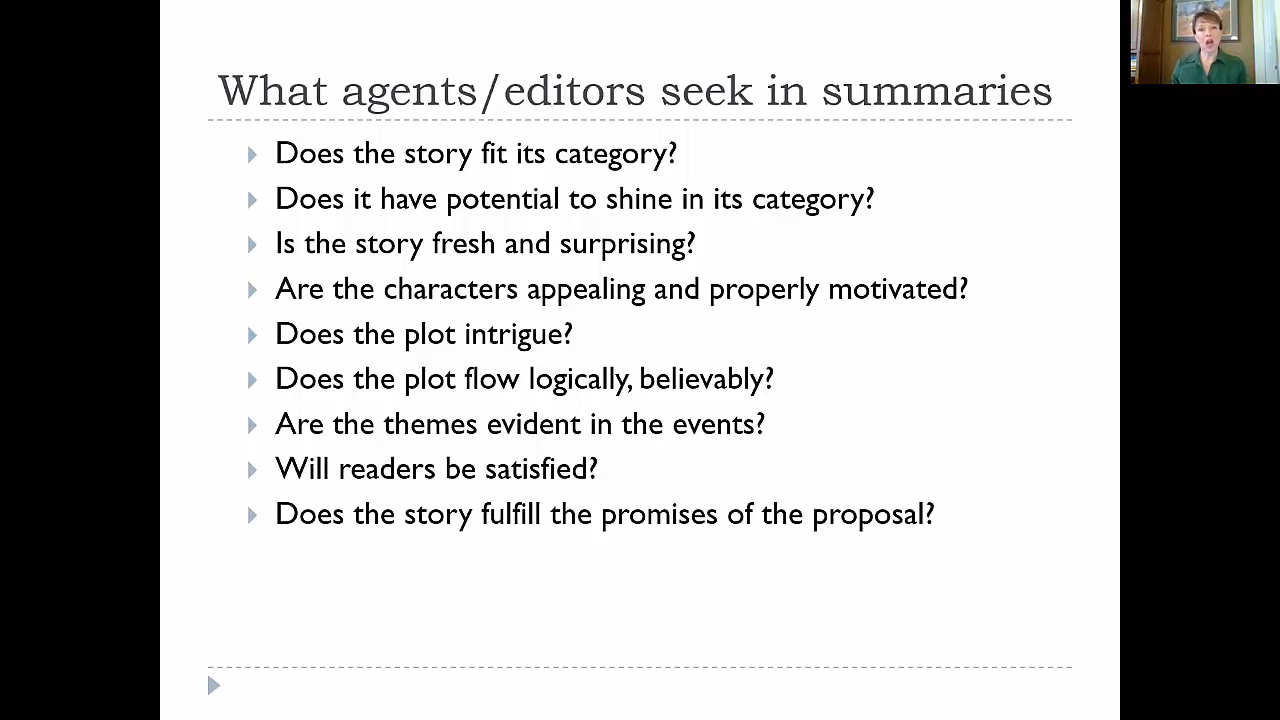 What agents/editors seek in summaries
Does the story fit its category?
Does it have potential to shine in its category?
Is the story fresh and surprising?
Are the characters appealing and properly motivated?
Does the plot intrigue?
Does the plot flow logically, believably?
Are the themes evident in the events?
Will readers be satisfied?
Does the story fulfill the promises of the proposal?